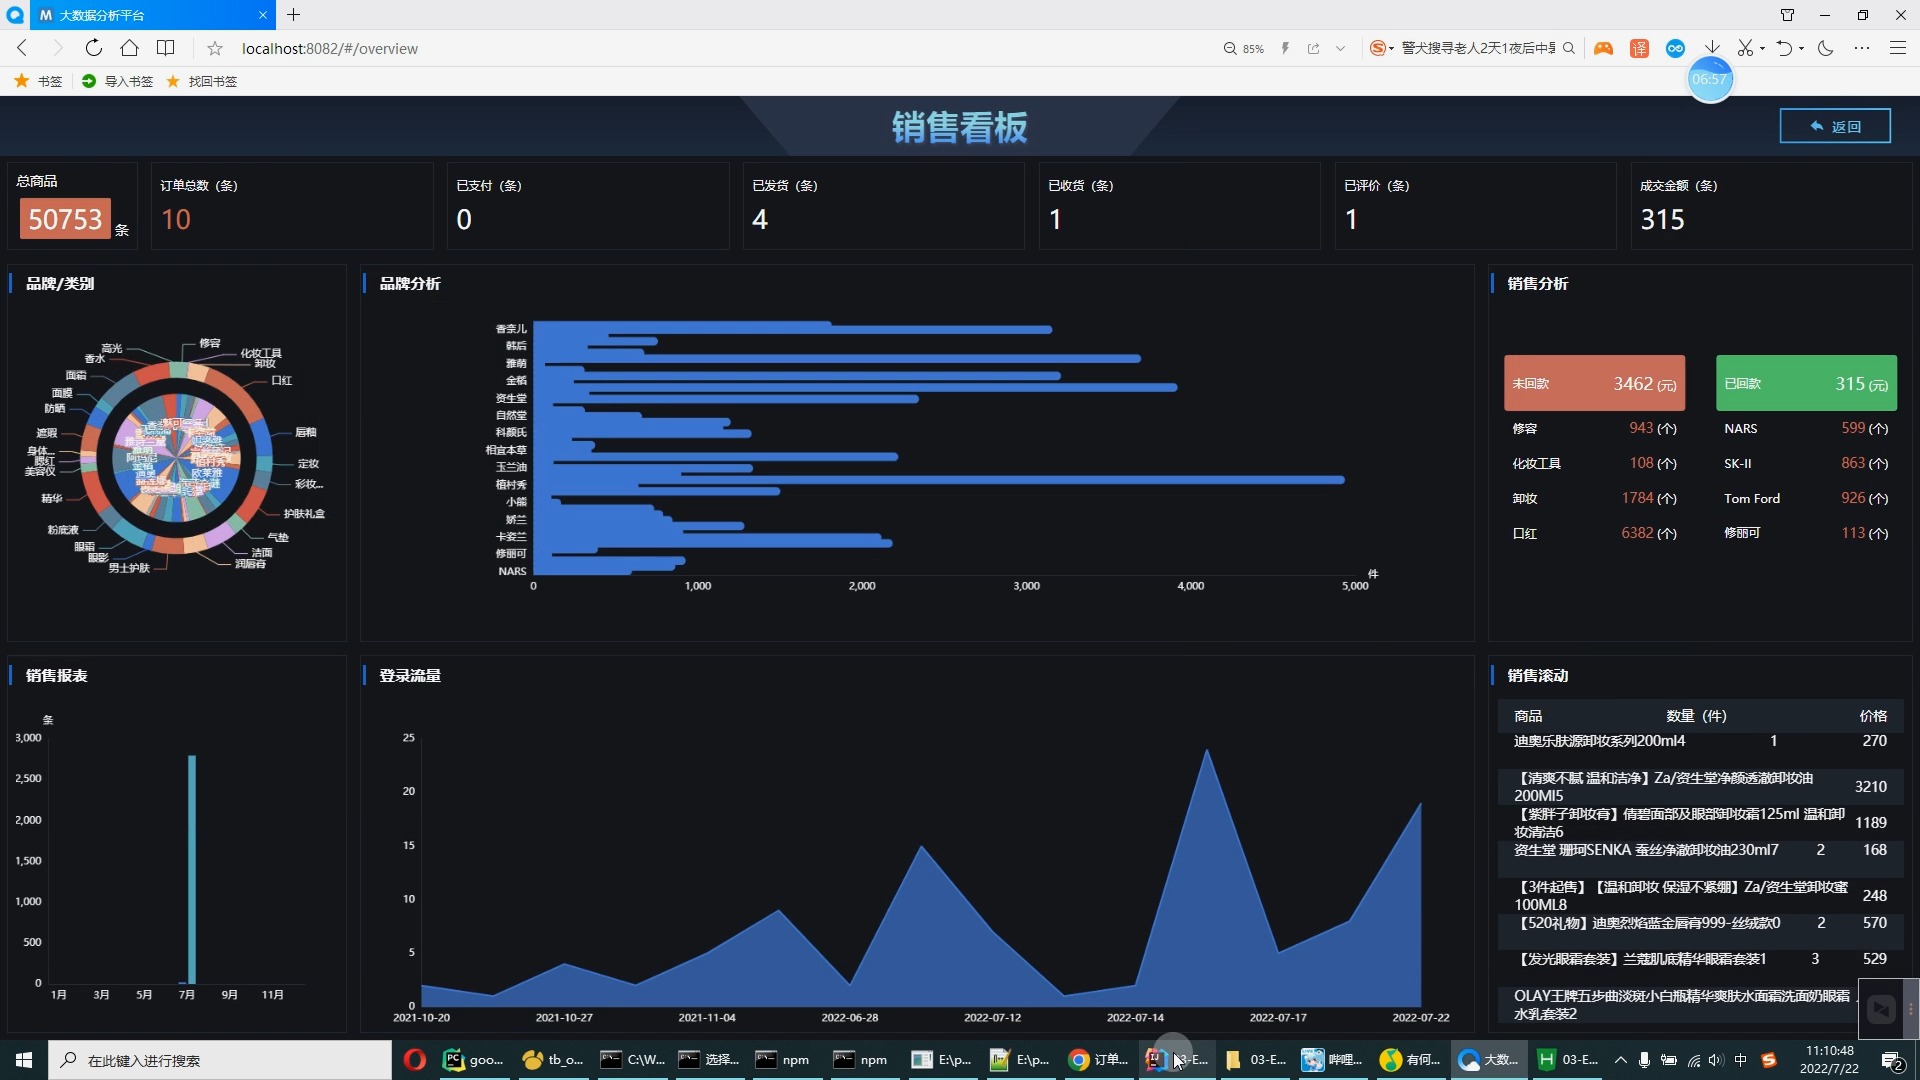 大数据分析平台
localhost:8082/#/overview
85%
警犬搜寻老人2天1夜后中暑
译
书签
导入书签
找回书签
06:57
销售看板
返回
总商品
50753 条
订单总数（条）
10
已支付（条）
0
已发货（条）
4
已收货（条）
1
已评价（条）
1
成交金额（条）
315
品牌/类别
修容
高光
化妆工具
香水
卸妆
面霜
口红
面膜
防晒
遮瑕
唇釉
身体...
腮红
定妆
美容仪
彩妆...
精华
护肤礼盒
粉底液
气垫
眼霜
洁面
眼影
润唇膏
男士护肤
欧莱雅
植村秀
阿玛尼
品牌分析
香奈儿
韩后
雅萌
金稿
资生堂
自然堂
科颜氏
相宜本草
玉兰油
植村秀
小熊
娇兰
卡姿兰
修丽可
NARS
0
1,000
2,000
3,000
4,000
5,000
件
销售分析
未回款 3462 (元)
已回款 315 (元)
修容 943 (个)
NARS 599 (个)
化妆工具 108 (个)
SK-II 863 (个)
卸妆 1784 (个)
Tom Ford 926 (个)
口红 6382 (个)
修丽可 113 (个)
销售报表
条
3,000
2,500
2,000
1,500
1,000
500
0
1月 3月 5月 7月 9月 11月
登录流量
25
20
15
10
5
0
2021-10-20 2021-10-27 2021-11-04 2022-06-28 2022-07-12 2022-07-14 2022-07-17 2022-07-22
销售滚动
商品 数量（件） 价格
迪奥乐肤源卸妆系列200ml4 1 270
【清爽不腻 温和洁净】Za/资生堂净颜透澈卸妆油
200Ml5 3210
【紫胖子卸妆膏】倩碧面部及眼部卸妆霜125ml 温和卸
妆清洁6 1189
资生堂 珊珂SENKA 蚕丝净澈卸妆油230ml7 2 168
【3件起售】【温和卸妆 保湿不紧绷】Za/资生堂卸妆蜜
100ML8 248
【520礼物】迪奥烈焰蓝金唇膏999-丝绒款0 2 570
【发光眼霜套装】兰蔻肌底精华眼霜套装1 3 529
OLAY王牌五步曲淡斑小白瓶精华爽肤水面霜洗面奶眼霜
水乳套装2
在此键入进行搜索
goo...
tb_o...
C:\W...
选择...
npm
npm
E:\p...
E:\p...
订单...
03-E...
哔哩...
有何...
大数...
03-E...
中
11:10:48
2022/7/22
2